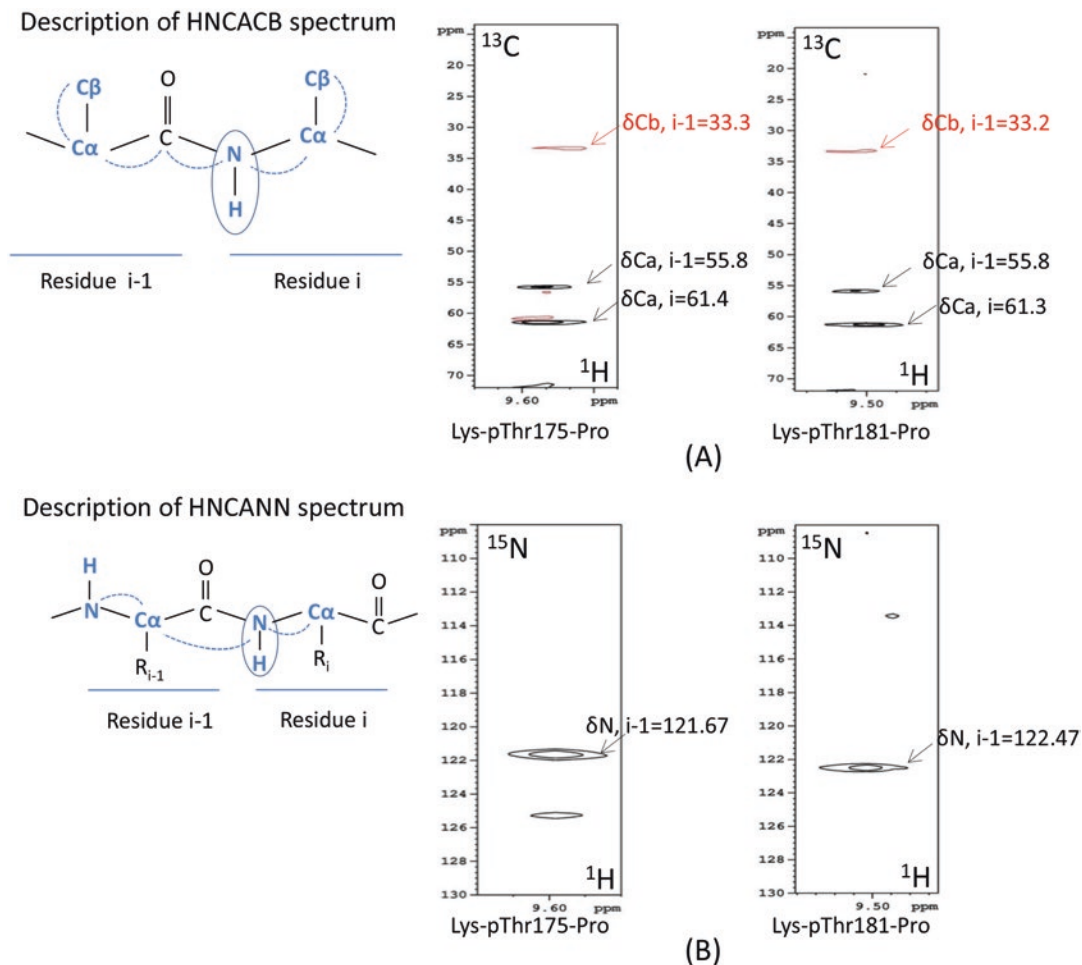 Description of HNCACB spectrum
Cβ
O
Cβ
Cα
C
N
Cα
H
Residue i-1
Residue i
ppm
13C
20
25
30
35
40
45
50
55
60
65
70
δCb, i-1=33.3
δCa, i-1=55.8
δCa, i=61.4
1H
9.60
ppm
Lys-pThr175-Pro
ppm
13C
20
25
30
35
40
45
50
55
60
65
70
δCb, i-1=33.2
δCa, i-1=55.8
δCa, i=61.3
1H
9.50
ppm
Lys-pThr181-Pro
(A)
Description of HNCANN spectrum
H
O
O
N
Cα
C
N
Cα
C
Ri-1
H
Ri
Residue i-1
Residue i
ppm
15N
110
112
114
116
118
120
122
124
126
128
130
δN, i-1=121.67
1H
9.60
ppm
Lys-pThr175-Pro
ppm
15N
110
112
114
116
118
120
122
124
126
128
130
δN, i-1=122.47
1H
9.50
ppm
Lys-pThr181-Pro
(B)